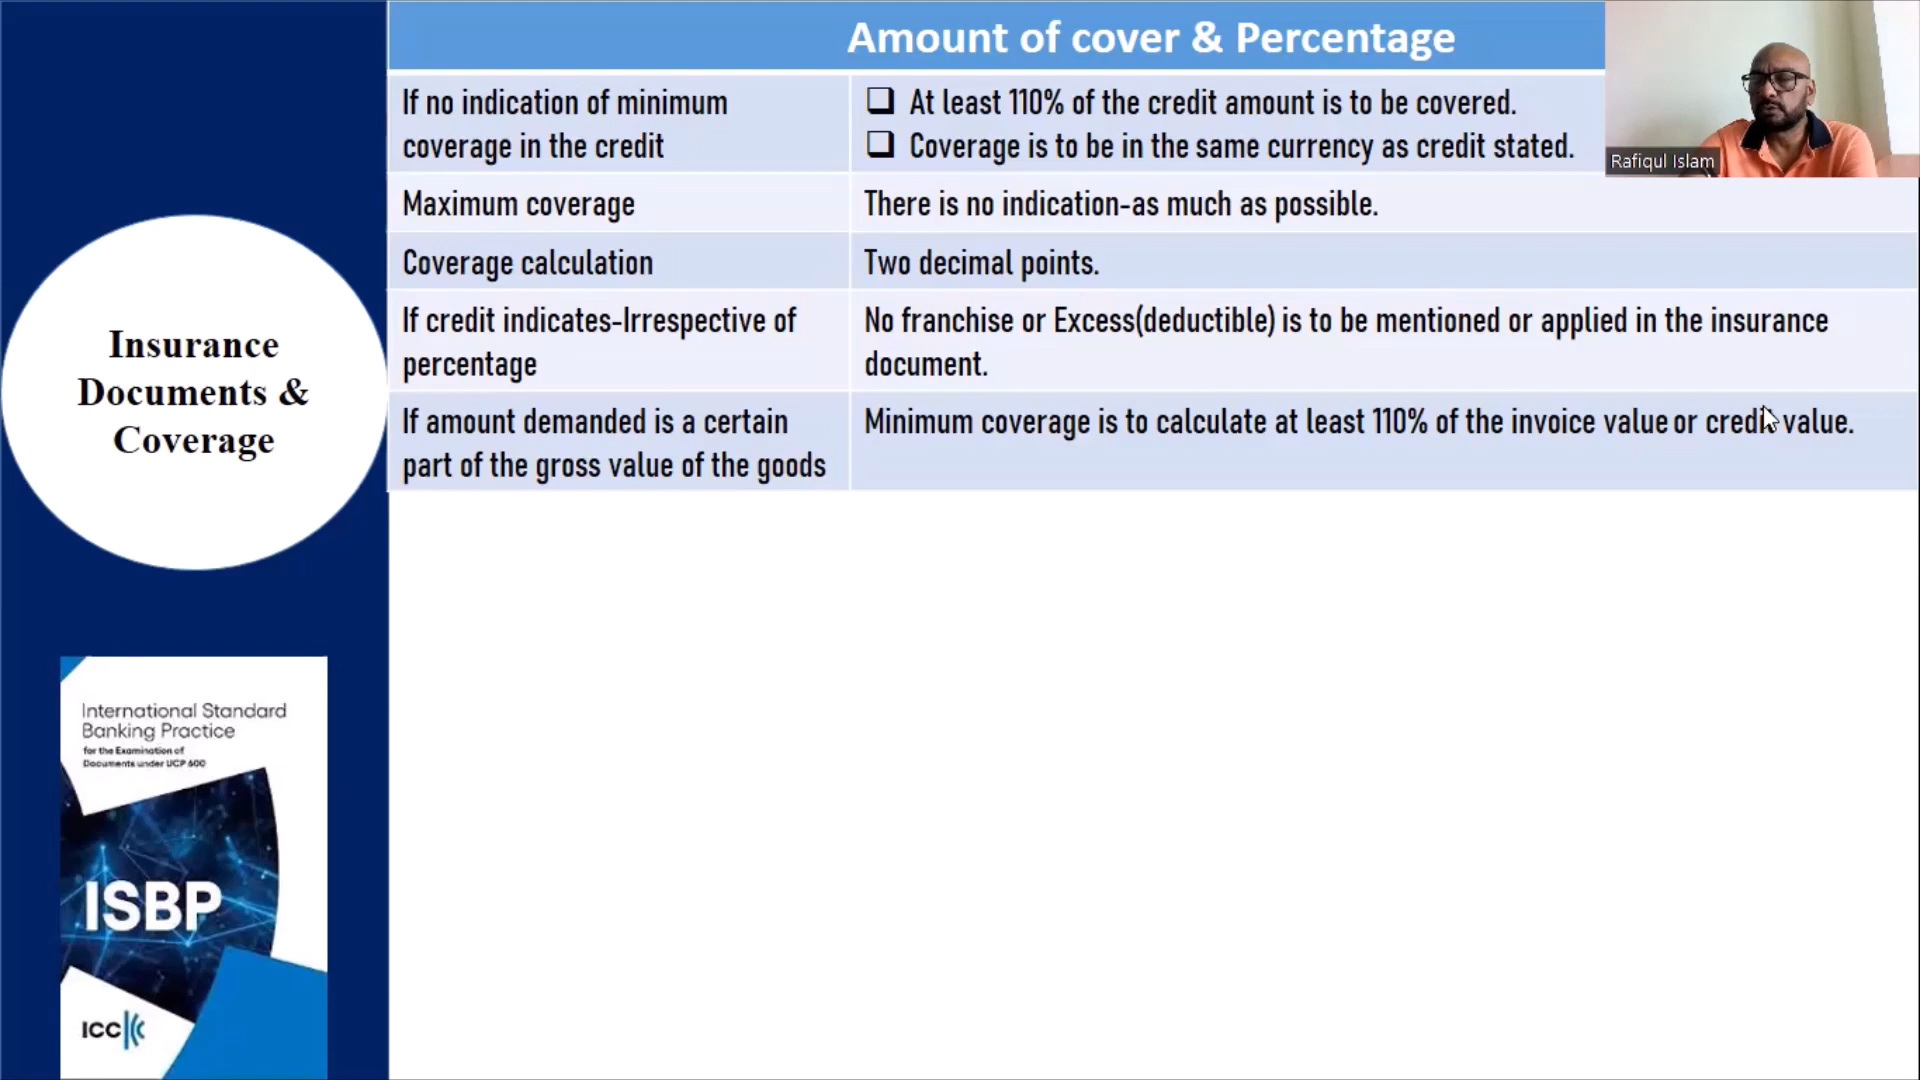 Amount of cover & Percentage
If no indication of minimum
coverage in the credit
❑ At least 110% of the credit amount is to be covered.
❑ Coverage is to be in the same currency as credit stated.
Rafiqul Islam
Maximum coverage
There is no indication-as much as possible.
Coverage calculation
Two decimal points.
If credit indicates-Irrespective of
percentage
No franchise or Excess(deductible) is to be mentioned or applied in the insurance
document.
If amount demanded is a certain
part of the gross value of the goods
Minimum coverage is to calculate at least 110% of the invoice value or credit value.
Insurance
Documents &
Coverage
International Standard
Banking Practice
for the Examination of
Documents under UCP 600
ISBP
ICC